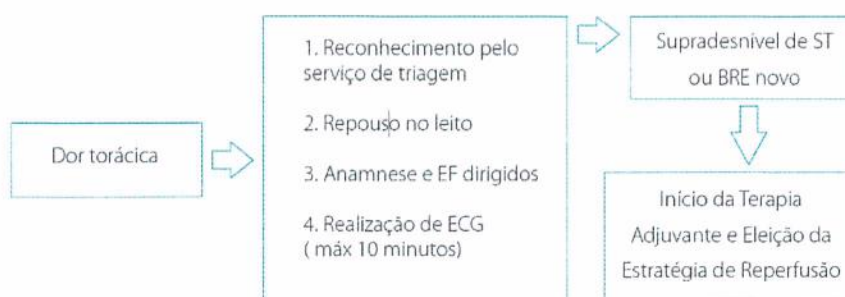 Dor torácica
1. Reconhecimento pelo
serviço de triagem
2. Repouso no leito
3. Anamnese e EF dirigidos
4. Realização de ECG
( máx 10 minutos)
Supradesnível de ST
ou BRE novo
Início da Terapia
Adjuvante e Eleição da
Estratégia de Reperfusão